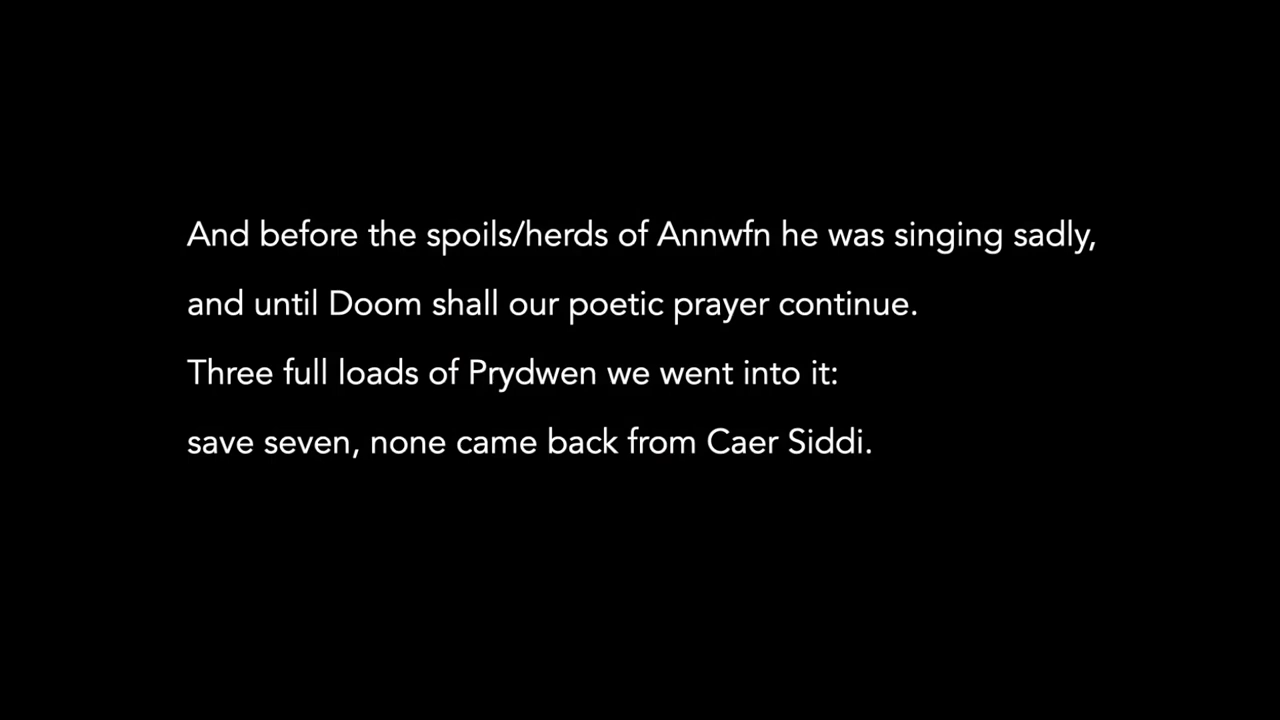 And before the spoils/herds of Annwfn he was singing sadly,
and until Doom shall our poetic prayer continue.
Three full loads of Prydwen we went into it:
save seven, none came back from Caer Siddi.